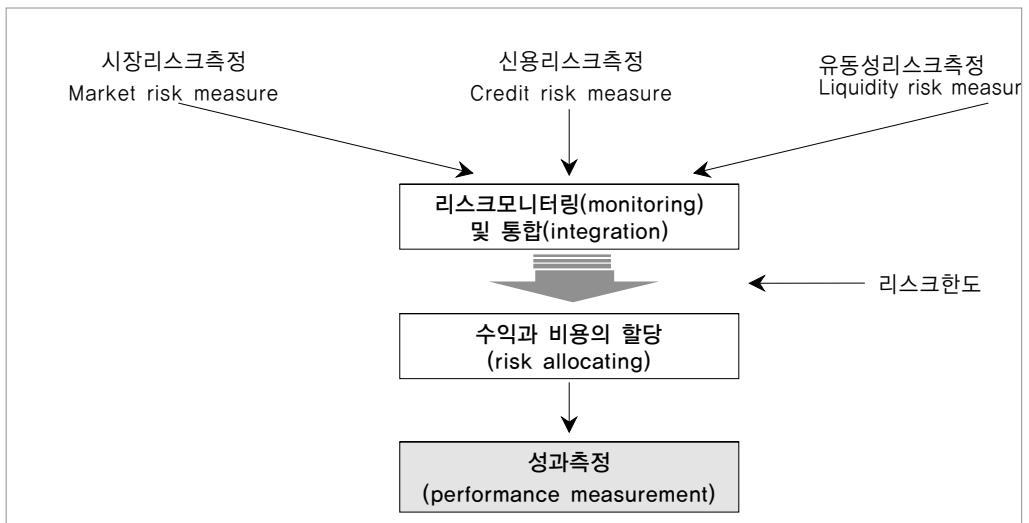 시장리스크측정
Market risk measure
신용리스크측정
Credit risk measure
유동성리스크측정
Liquidity risk measur
리스크모니터링(monitoring)
및 통합(integration)
리스크한도
수익과 비용의 할당
(risk allocating)
성과측정
(performance measurement)